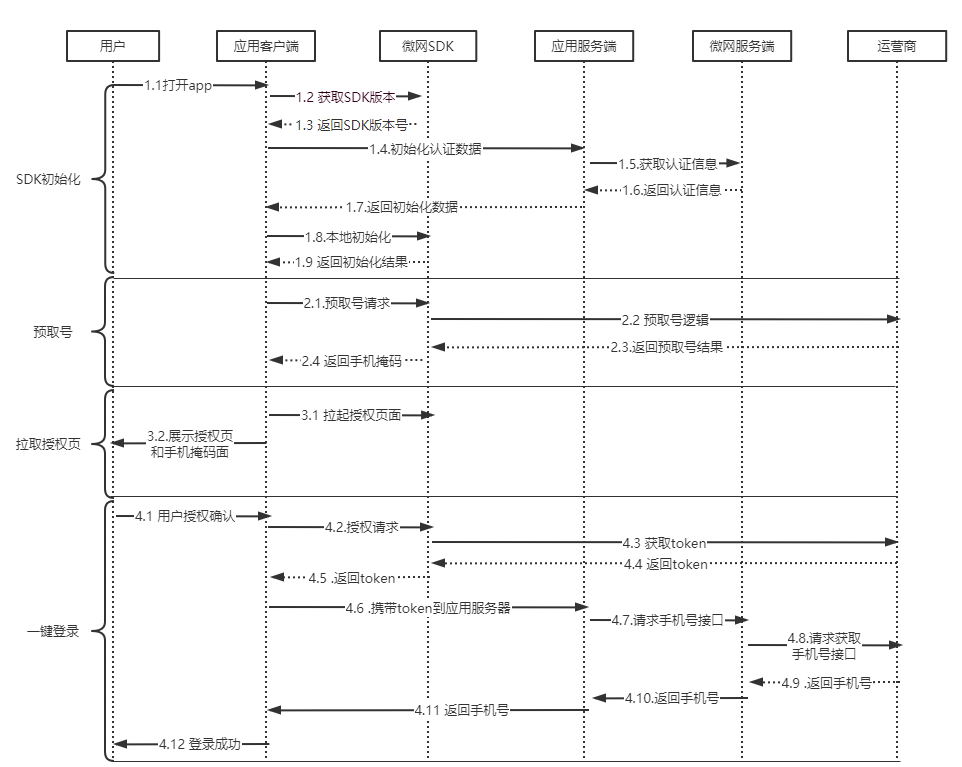 用户
应用客户端
微网SDK
应用服务端
微网服务端
运营商
SDK初始化
1.1打开app
1.2 获取SDK版本
1.3 返回SDK版本号
1.4.初始化认证数据
1.5.获取认证信息
1.6.返回认证信息
1.7.返回初始化数据
1.8.本地初始化
1.9 返回初始化结果
预取号
2.1.预取号请求
2.2 预取号逻辑
2.3.返回预取号结果
2.4 返回手机掩码
拉取授权页
3.1 拉起授权页面
3.2.展示授权页
和手机掩码面
一键登录
4.1 用户授权确认
4.2.授权请求
4.3 获取token
4.4 返回token
4.5 .返回token
4.6 .携带token到应用服务器
4.7.请求手机号接口
4.8.请求获取
手机号接口
4.9 .返回手机号
4.10.返回手机号
4.11 返回手机号
4.12 登录成功